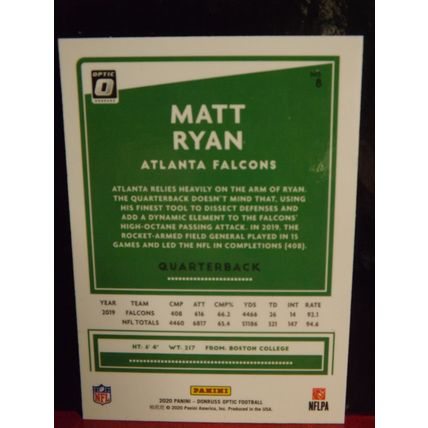 OPTIC
NO.
8
MATT
RYAN
ATLANTA FALCONS
ATLANTA RELIES HEAVILY ON THE ARM OF RYAN.
THE QUARTERBACK DOESN'T MIND THAT, USING
HIS FINEST TOOL TO DISSECT DEFENSES AND
ADD A DYNAMIC ELEMENT TO THE FALCONS'
HIGH-OCTANE PASSING ATTACK. IN 2019, THE
ROCKET-ARMED FIELD GENERAL PLAYED IN 15
GAMES AND LED THE NFL IN COMPLETIONS (408).
QUARTERBACK
YEAR TEAM CMP ATT CMP% YDS TD INT RATE
2019 FALCONS 408 616 66.2 4466 26 14 92.1
NFL TOTALS 4460 6817 65.4 51186 321 147 94.6
HT: 6' 4" WT: 217 FROM: BOSTON COLLEGE
NFL
PANINI
NFLPA
2020 PANINI - DONRUSS OPTIC FOOTBALL
© 2020 Panini America, Inc. Produced in the USA.